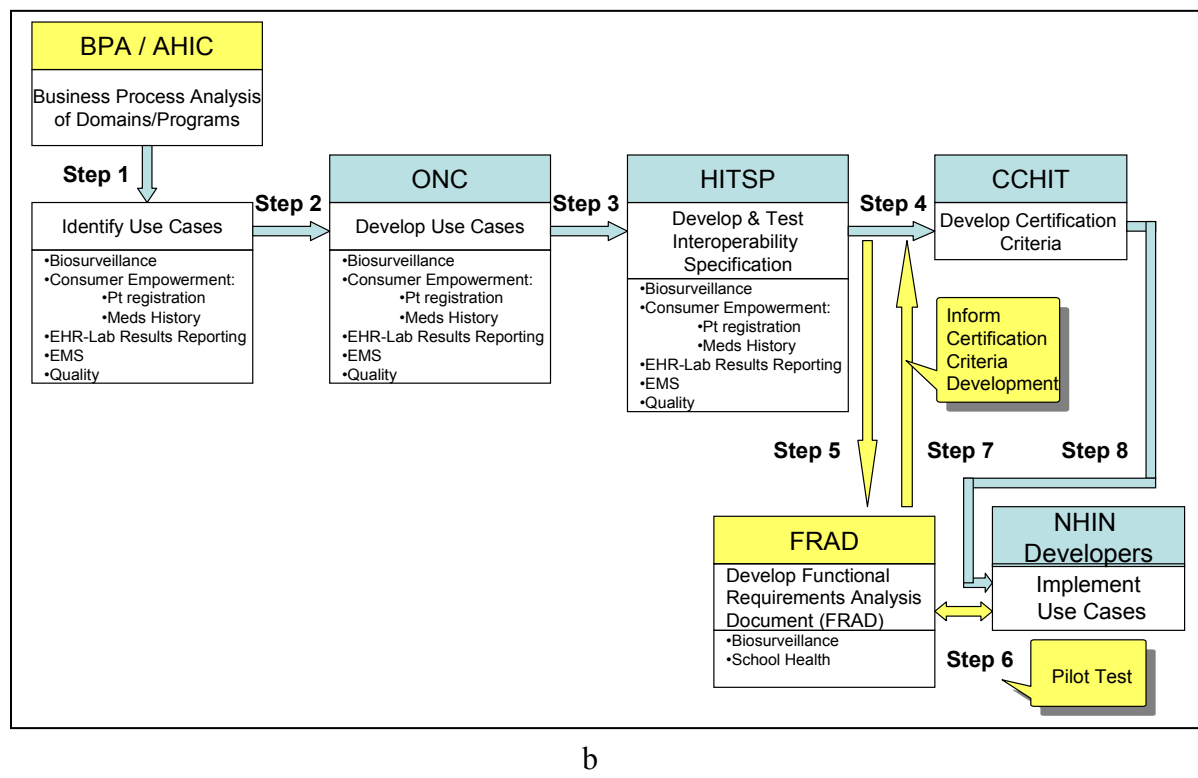 BPA / AHIC
Business Process Analysis
of Domains/Programs
Step 1
Identify Use Cases
•Biosurveillance
•Consumer Empowerment:
•Pt registration
•Meds History
•EHR-Lab Results Reporting
•EMS
•Quality
Step 2
ONC
Develop Use Cases
•Biosurveillance
•Consumer Empowerment:
•Pt registration
•Meds History
•EHR-Lab Results Reporting
•EMS
•Quality
Step 3
HITSP
Develop & Test
Interoperability
Specification
•Biosurveillance
•Consumer Empowerment:
•Pt registration
•Meds History
•EHR-Lab Results Reporting
•EMS
•Quality
Step 4
CCHIT
Develop Certification
Criteria
Inform
Certification
Criteria
Development
Step 5
Step 7
Step 8
FRAD
Develop Functional
Requirements Analysis
Document (FRAD)
•Biosurveillance
•School Health
NHIN
Developers
Implement
Use Cases
Step 6
Pilot Test
b